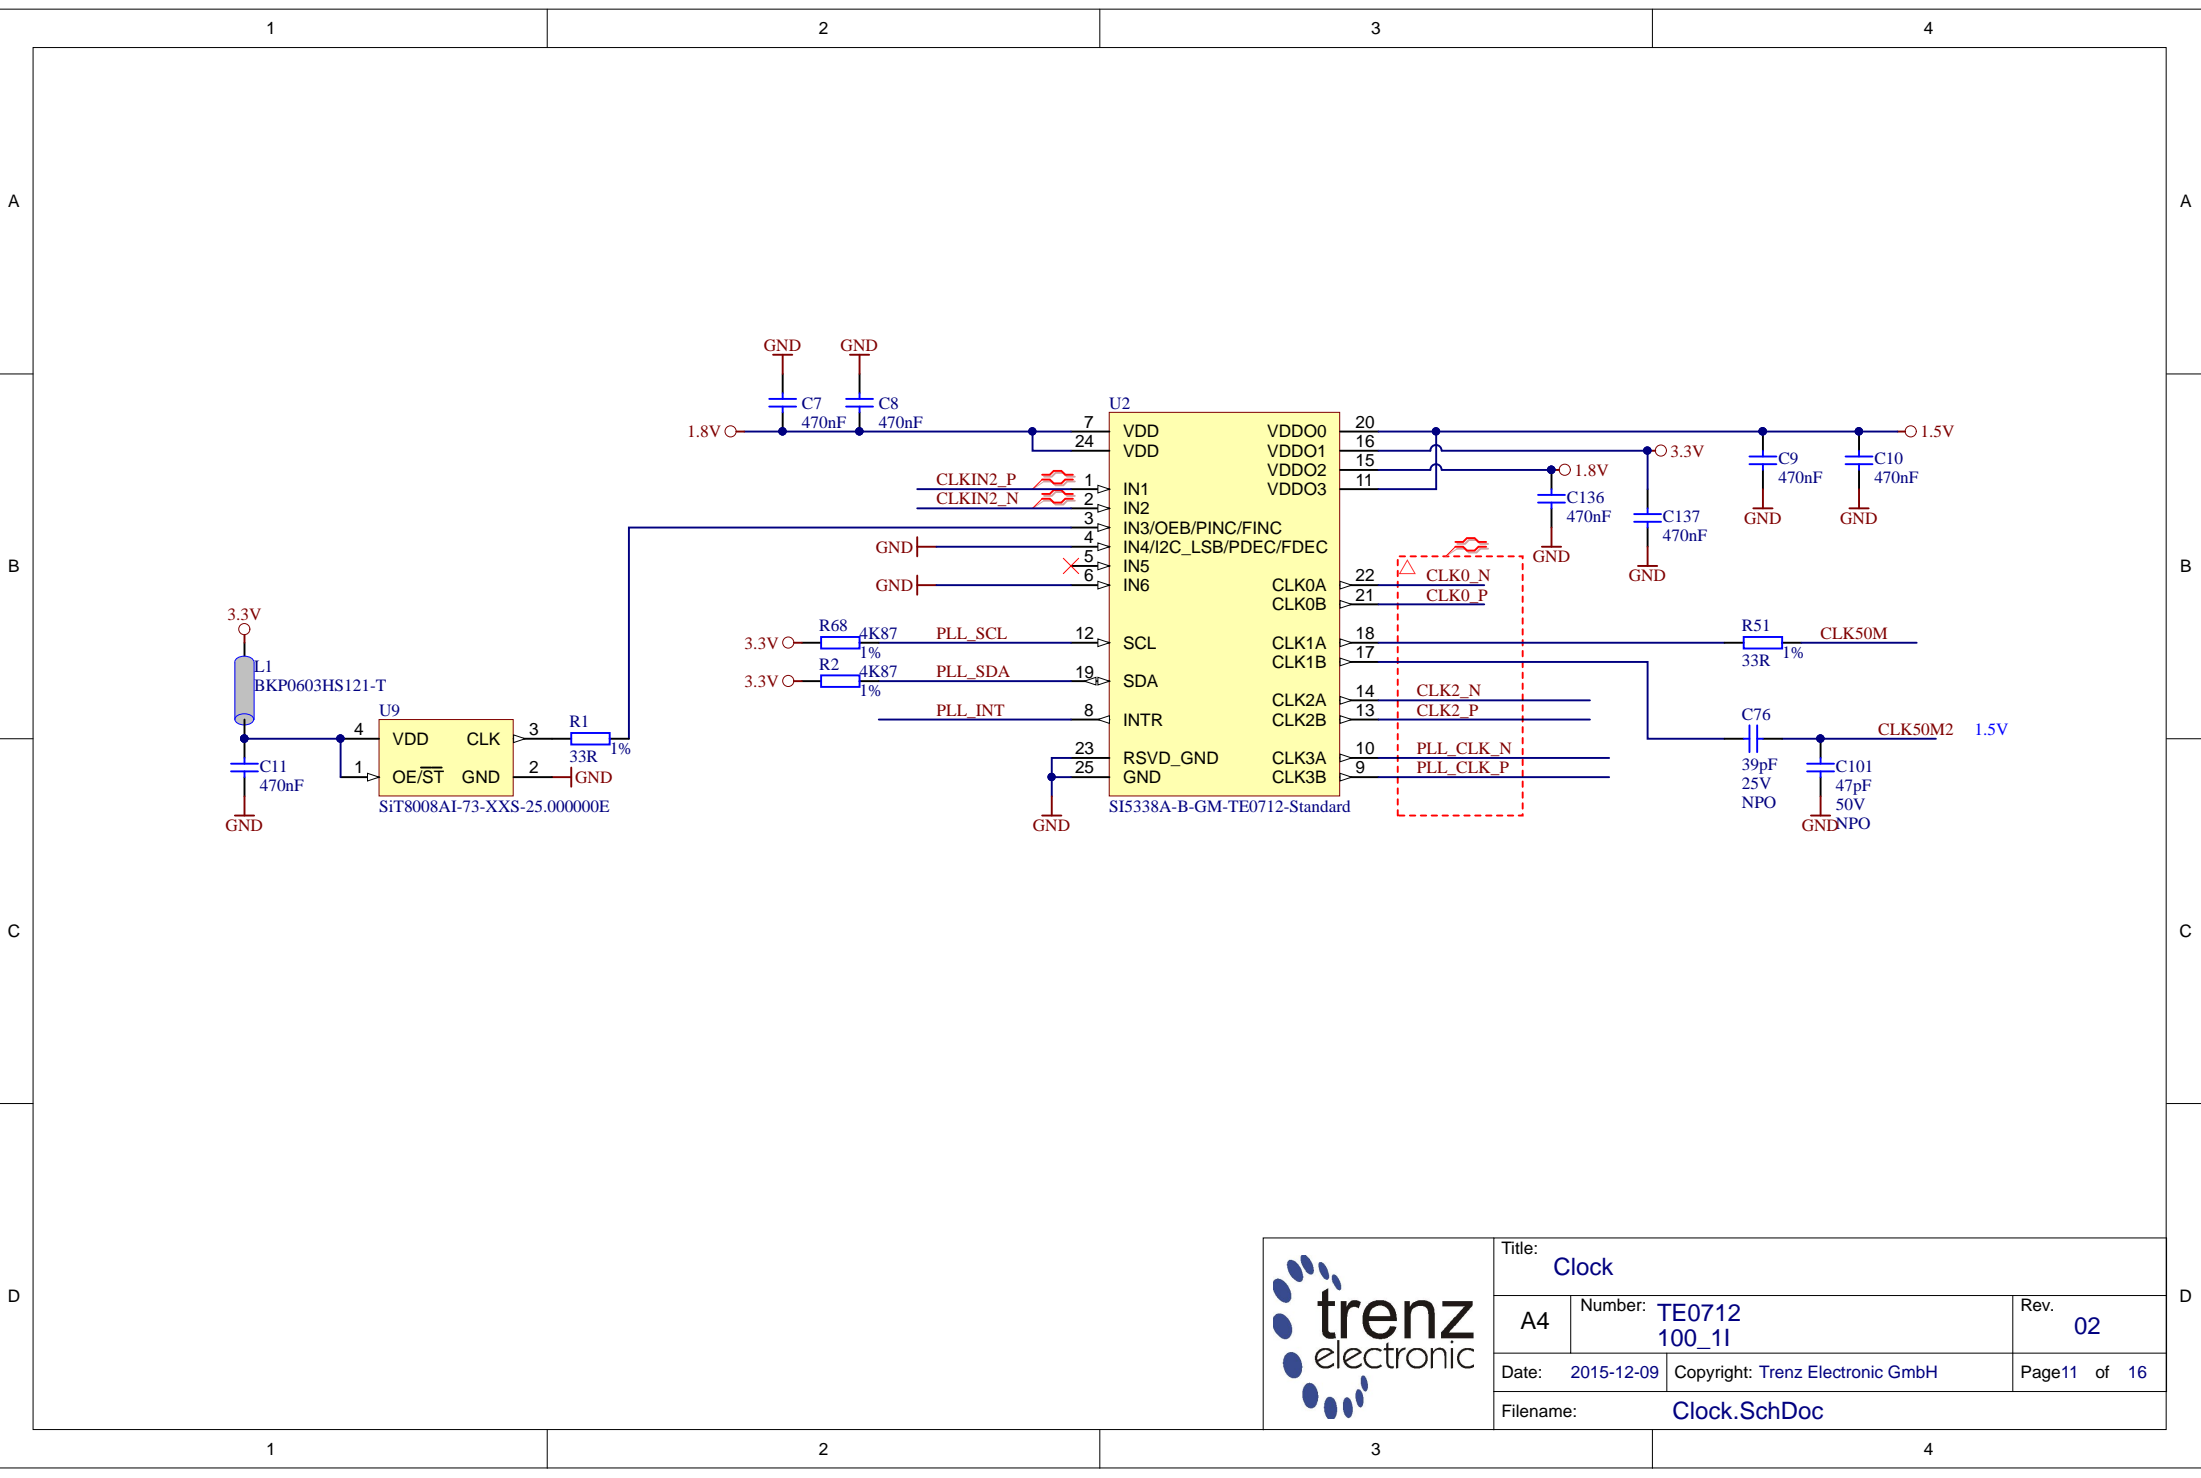 1 2 3 4
A A
GND GND
C7 C8
470nF 470nF
1.8V
U2
7 VDD VDDO0 20
24 VDD VDDO1 16
VDDO2 15
VDDO3 11
1.5V
3.3V
1.8V
C9 C10
470nF 470nF
GND GND
C136
470nF
GND
C137
470nF
GND
CLKIN2_P 1 IN1
CLKIN2_N 2 IN2
3 IN3/OEB/PINC/FINC
GND 4 IN4/I2C_LSB/PDEC/FDEC
5 IN5
GND 6 IN6
B B
CLK0A 22 CLK0_N
CLK0B 21 CLK0_P
3.3V R68 4K87 1% PLL_SCL 12 SCL
3.3V R2 4K87 1% PLL_SDA 19 SDA
PLL_INT 8 INTR
23 RSVD_GND
25 GND
GND
CLK1A 18 R51 33R 1% CLK50M
CLK1B 17
CLK2A 14 CLK2_N
CLK2B 13 CLK2_P
CLK3A 10 PLL_CLK_N
CLK3B 9 PLL_CLK_P
SI5338A-B-GM-TE0712-Standard
C76
39pF
25V
NPO
CLK50M2 1.5V
C101
47pF
50V
NPO
GND
3.3V
L1
BKP0603HS121-T
C11
470nF
GND
U9
4 VDD CLK 3
1 OE/ST GND 2
GND
SiT8008AI-73-XXS-25.000000E
R1
33R 1%
C C
D D
trenz
electronic
Title:
Clock
A4 Number: TE0712
100_1I
Rev.
02
Date: 2015-12-09 Copyright: Trenz Electronic GmbH Page11 of 16
Filename: Clock.SchDoc
1 2 3 4